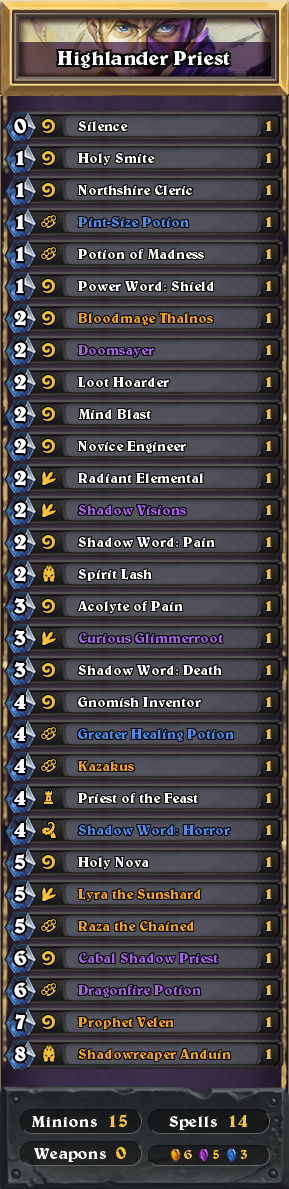 Highlander Priest
0 Silence 1
1 Holy Smite 1
1 Northshire Cleric 1
1 Pint-Size Potion 1
1 Potion of Madness 1
1 Power Word: Shield 1
2 Bloodmage Thalnos 1
2 Doomsayer 1
2 Loot Hoarder 1
2 Mind Blast 1
2 Novice Engineer 1
2 Radiant Elemental 1
2 Shadow Visions 1
2 Shadow Word: Pain 1
2 Spirit Lash 1
3 Acolyte of Pain 1
3 Curious Glimmerroot 1
3 Shadow Word: Death 1
4 Gnomish Inventor 1
4 Greater Healing Potion 1
4 Kazakus 1
4 Priest of the Feast 1
4 Shadow Word: Horror 1
5 Holy Nova 1
5 Lyra the Sunshard 1
5 Raza the Chained 1
6 Cabal Shadow Priest 1
6 Dragonfire Potion 1
7 Prophet Velen 1
8 Shadowreaper Anduin 1
Minions 15 Spells 14
Weapons 0 6 5 3